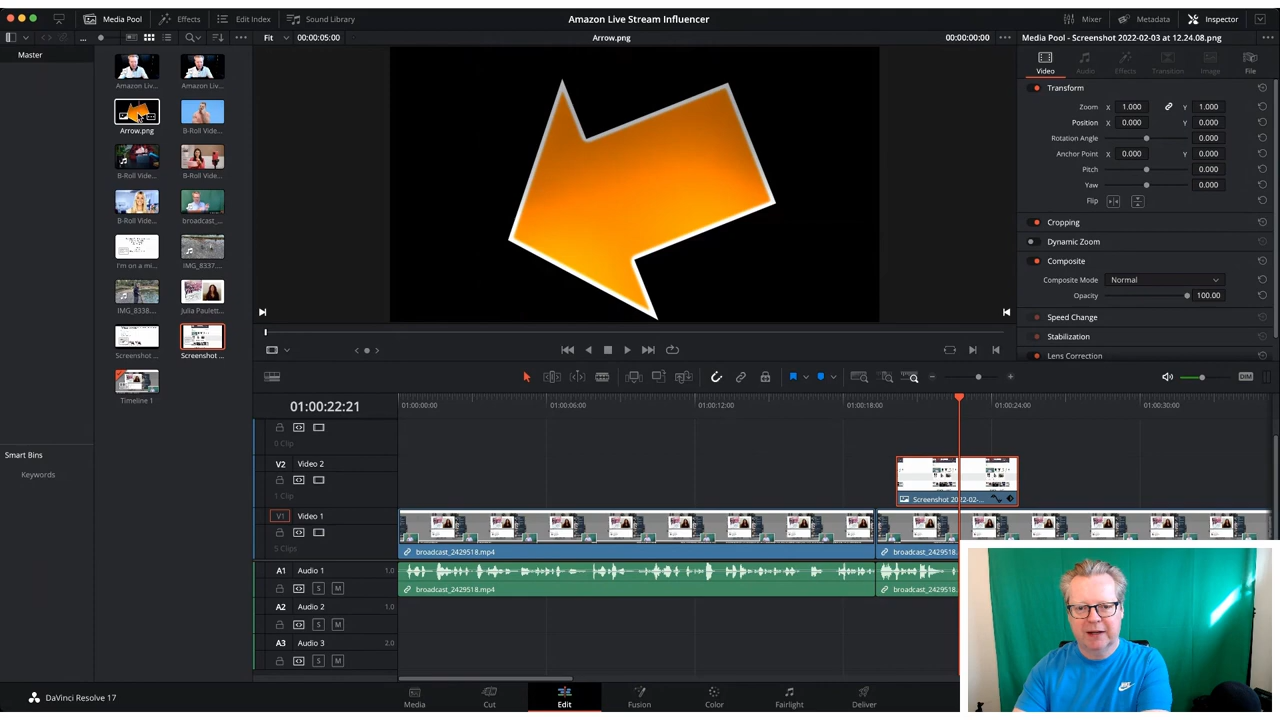 Media Pool
Effects
Edit Index
Sound Library
Amazon Live Stream Influencer
Mixer
Metadata
Inspector
Fit
00:00:05:00
Arrow.png
00:00:00:00
Media Pool - Screenshot 2022-02-03 at 12.24.08.png
Master
Video
Audio
Effects
Transition
Image
File
Amazon Liv...
Amazon Liv...
Arrow.png
B-Roll Vide...
B-Roll Vide...
B-Roll Vide...
B-Roll Vide...
broadcast_...
I'm on a mi...
IMG_8337....
IMG_8338....
Julia Paulett...
Screenshot ...
Screenshot ...
Timeline 1
Transform
Zoom X 1.000 Y 1.000
Position X 0.000 Y 0.000
Rotation Angle 0.000
Anchor Point X 0.000 Y 0.000
Pitch 0.000
Yaw 0.000
Flip
Cropping
Dynamic Zoom
Composite
Composite Mode Normal
Opacity 100.00
Speed Change
Stabilization
Lens Correction
DIM
01:00:22:21
01:00:00:00
01:00:06:00
01:00:12:00
01:00:18:00
01:00:24:00
01:00:30:00
0 Clip
V2 Video 2
1 Clip
Screenshot 2022-02-...
V1 Video 1
5 Clips
broadcast_2429518.mp4
broadcast_2429518.
A1 Audio 1 1.0
S M
broadcast_2429518.mp4
broadcast_2429518.
A2 Audio 2 1.0
S M
A3 Audio 3 2.0
S M
Smart Bins
Keywords
DaVinci Resolve 17
Media
Cut
Edit
Fusion
Color
Fairlight
Deliver